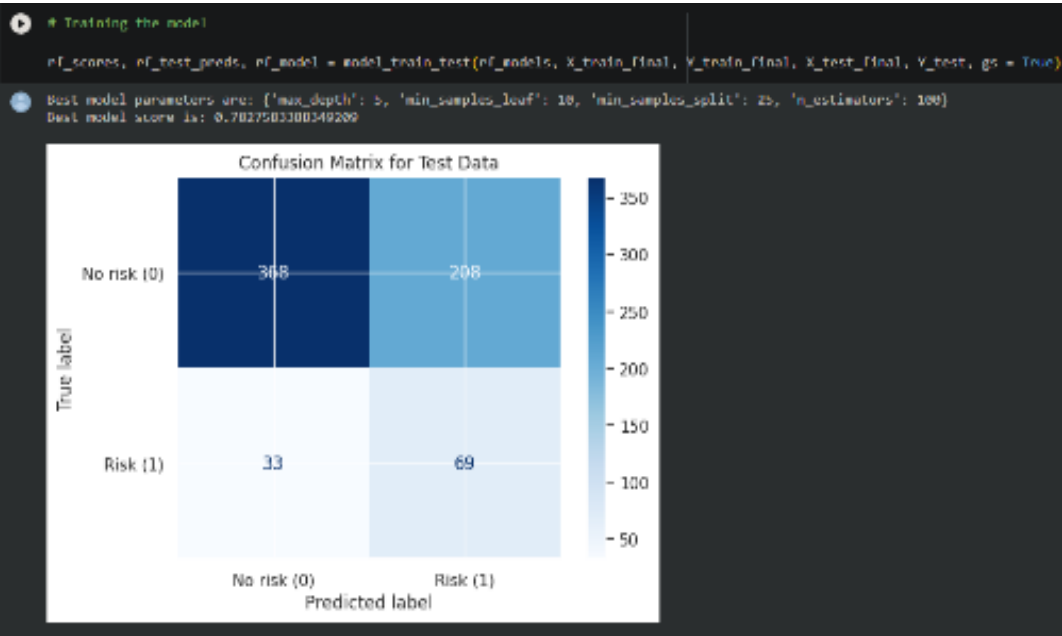 # Training the model
rf_scores, rf_test_preds, rf_model = model_train_test(rf_models, X_train_final, Y_train_final, X_test_final, Y_test, gs = True)
Best model parameters are: {'max_depth': 5, 'min_samples_leaf': 10, 'min_samples_split': 25, 'n_estimators': 100}
Best model score is: 0.7827583388349209
Confusion Matrix for Test Data
350
No risk (0) 368 208
300
250
True label
200
150
Risk (1) 33 69
100
50
No risk (0) Risk (1)
Predicted label